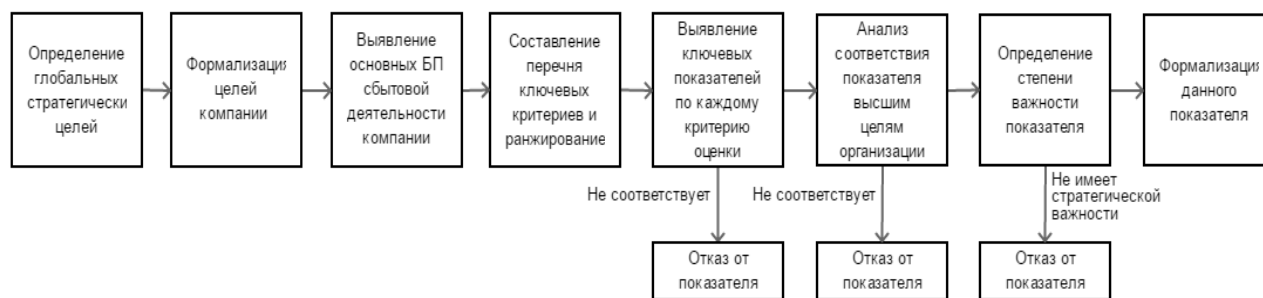 Определение
глобальных
стратегически
целей
Формализация
целей
компании
Выявление
основных БП
сбытовой
деятельности
компании
Составление
перечня
ключевых
критериев и
ранжирование
Выявление
ключевых
показателей
по каждому
критерию
оценки
Анализ
соответствия
показателя
высшим
целям
организации
Определение
степени
важности
показателя
Формализация
данного
показателя
Не соответствует
Не соответствует
Не имеет
стратегической
важности
Отказ от
показателя
Отказ от
показателя
Отказ от
показателя